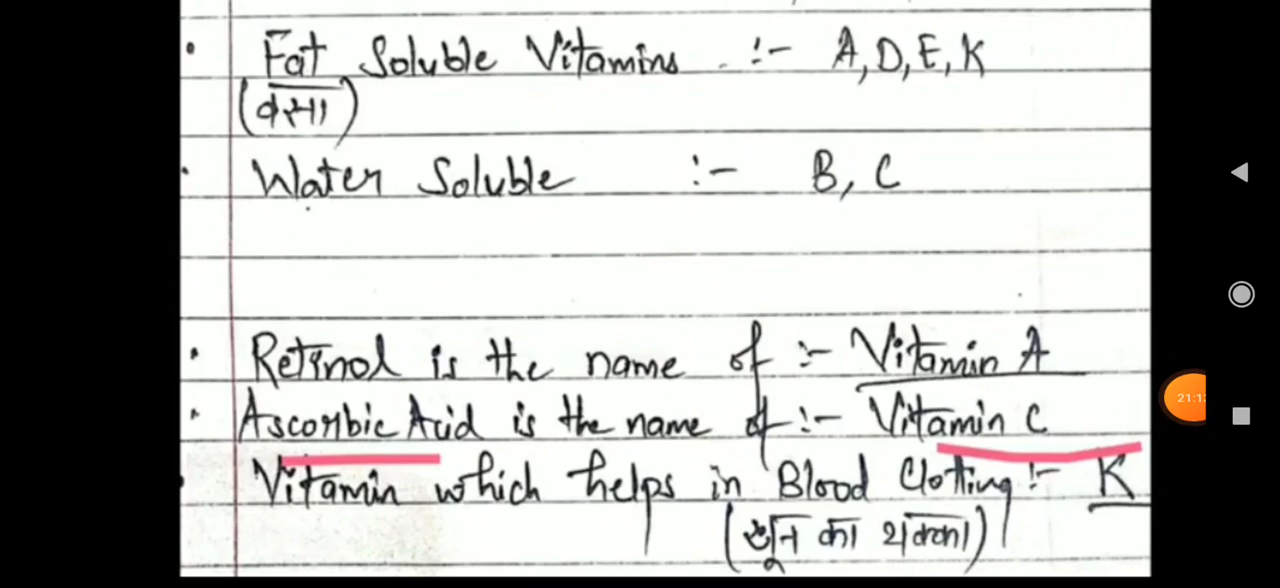 • Fat Soluble Vitamins :- A, D, E, K
(वसा)
• Water Soluble :- B, C
• Retinol is the name of :- Vitamin A
• Ascorbic Acid is the name of :- Vitamin C
• Vitamin which helps in Blood Clotting :- K
(खून का थक्का)